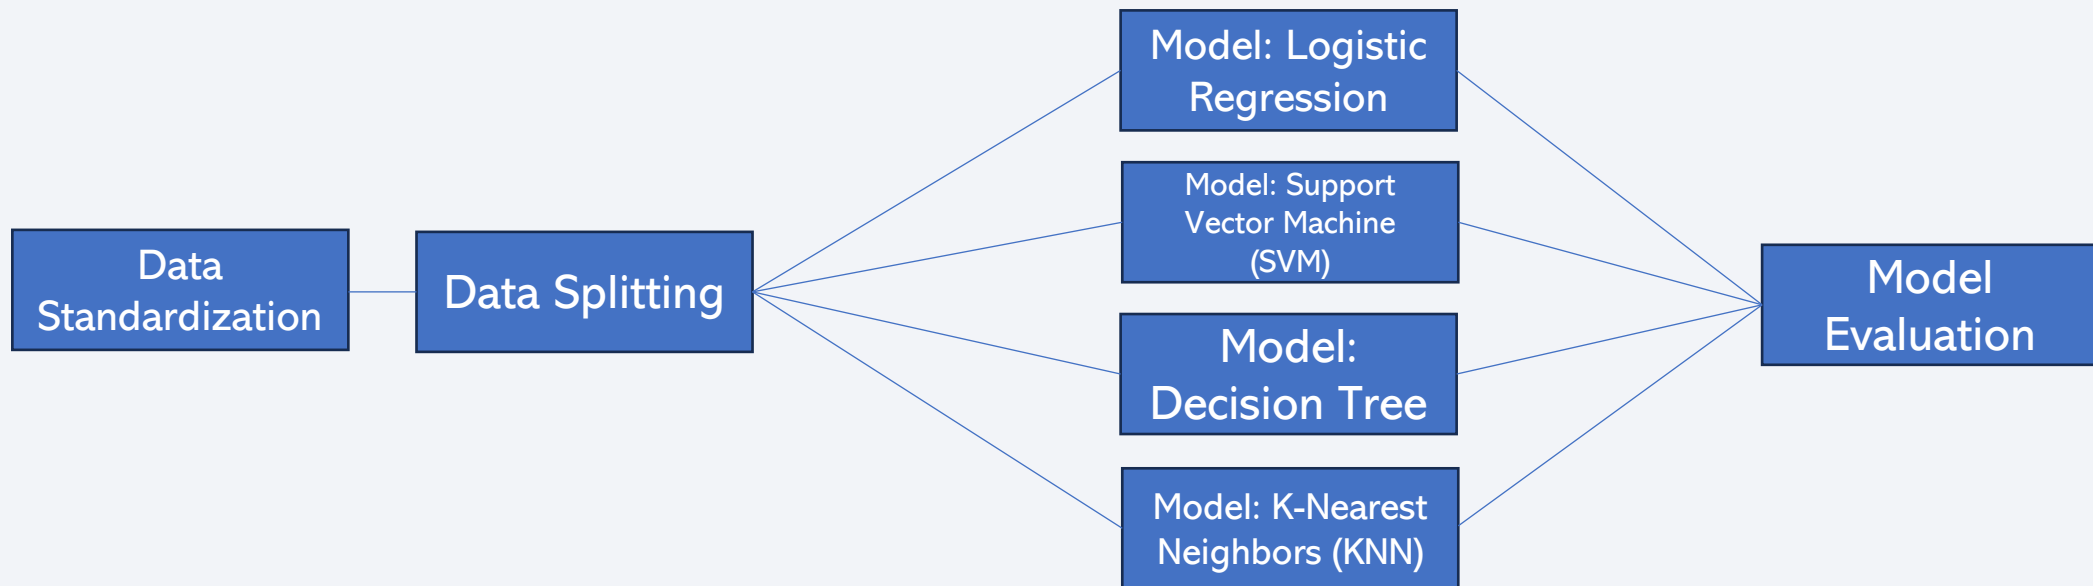 Data
Standardization
Data Splitting
Model: Logistic
Regression
Model: Support
Vector Machine
(SVM)
Model:
Decision Tree
Model: K-Nearest
Neighbors (KNN)
Model
Evaluation